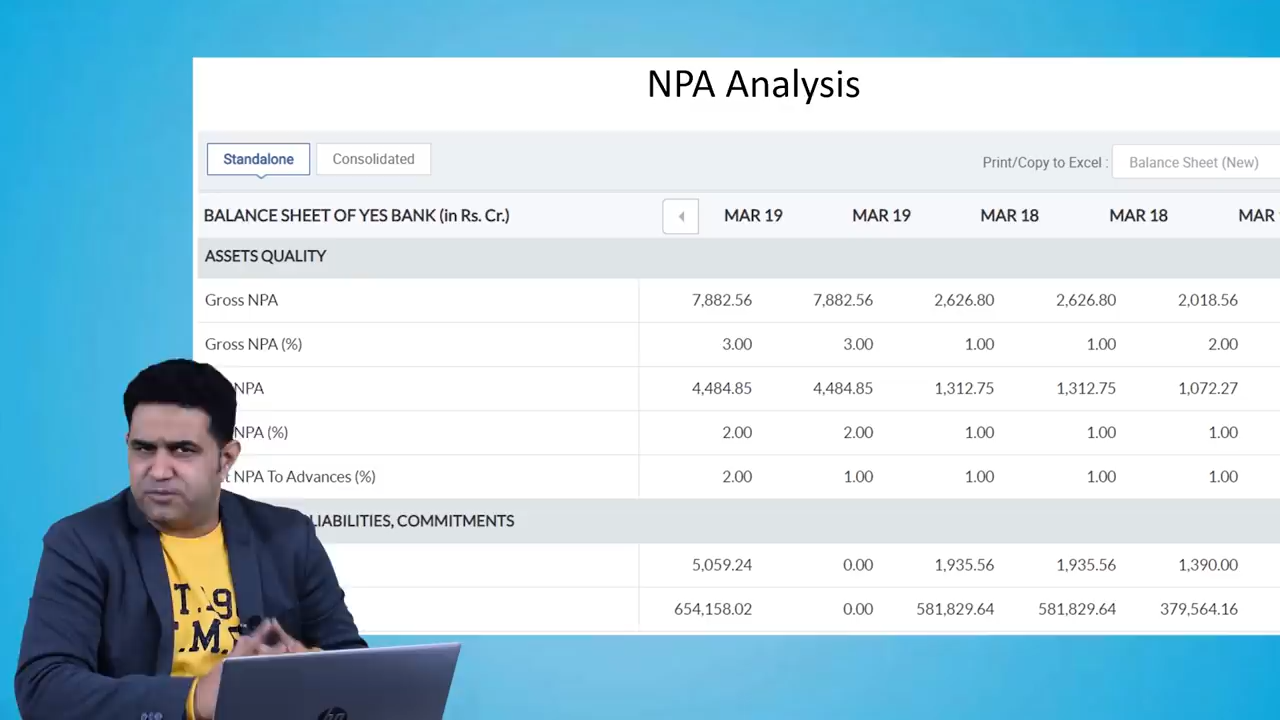 NPA Analysis
Standalone Consolidated Print/Copy to Excel : Balance Sheet (New)
BALANCE SHEET OF YES BANK (in Rs. Cr.) MAR 19 MAR 19 MAR 18 MAR 18 MAR
ASSETS QUALITY
Gross NPA 7,882.56 7,882.56 2,626.80 2,626.80 2,018.56
Gross NPA (%) 3.00 3.00 1.00 1.00 2.00
NPA 4,484.85 4,484.85 1,312.75 1,312.75 1,072.27
NPA (%) 2.00 2.00 1.00 1.00 1.00
NPA To Advances (%) 2.00 1.00 1.00 1.00 1.00
LIABILITIES, COMMITMENTS
5,059.24 0.00 1,935.56 1,935.56 1,390.00
654,158.02 0.00 581,829.64 581,829.64 379,564.16
hp